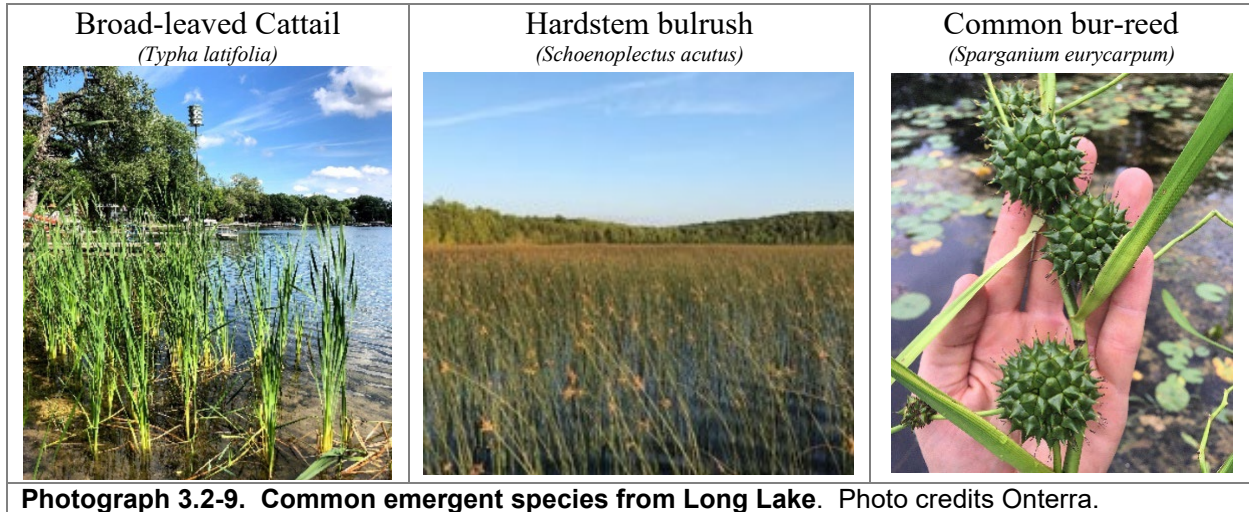 Broad-leaved Cattail
(Typha latifolia)
Hardstem bulrush
(Schoenoplectus acutus)
Common bur-reed
(Sparganium eurycarpum)
Photograph 3.2-9. Common emergent species from Long Lake. Photo credits Onterra.